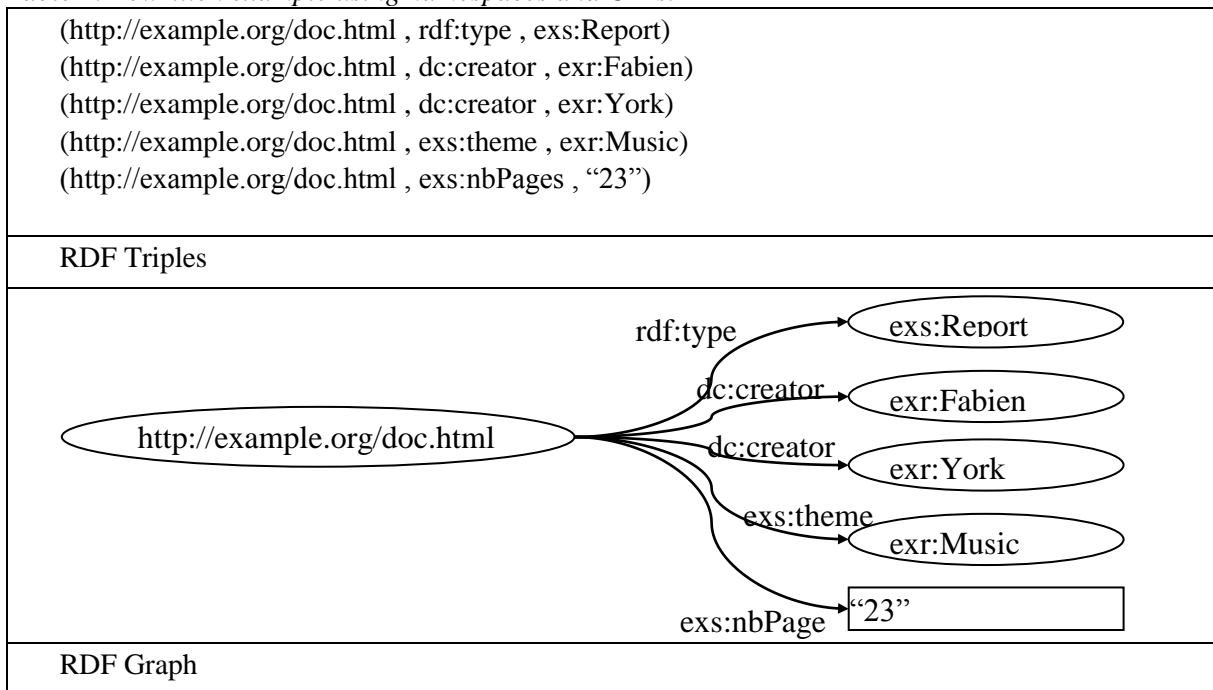 (http://example.org/doc.html , rdf:type , exs:Report)
(http://example.org/doc.html , dc:creator , exr:Fabien)
(http://example.org/doc.html , dc:creator , exr:York)
(http://example.org/doc.html , exs:theme , exr:Music)
(http://example.org/doc.html , exs:nbPages , “23”)
RDF Triples
rdf:type
exs:Report
dc:creator
exr:Fabien
http://example.org/doc.html
dc:creator
exr:York
exs:theme
exr:Music
“23”
exs:nbPage
RDF Graph